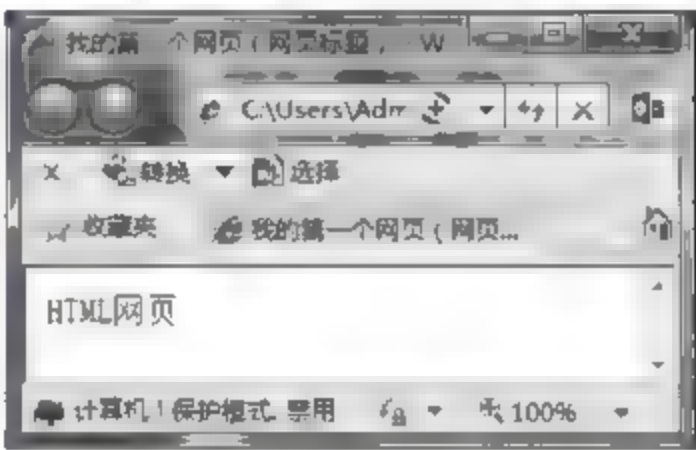 我的第一个网页(网页标题) - W
C:\Users\Adm
× 转换 ▼ 选择
收藏夹 我的第一个网页(网页...
HTML网页
计算机 | 保护模式: 禁用 100%